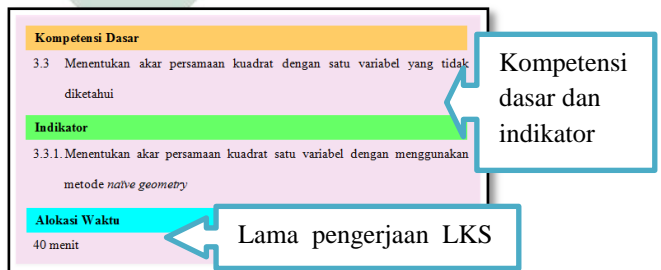 Kompetensi Dasar
3.3 Menentukan akar persamaan kuadrat dengan satu variabel yang tidak
diketahui
Indikator
3.3.1. Menentukan akar persamaan kuadrat satu variabel dengan menggunakan
metode naïve geometry
Alokasi Waktu
40 menit
Kompetensi
dasar dan
indikator
Lama pengerjaan LKS